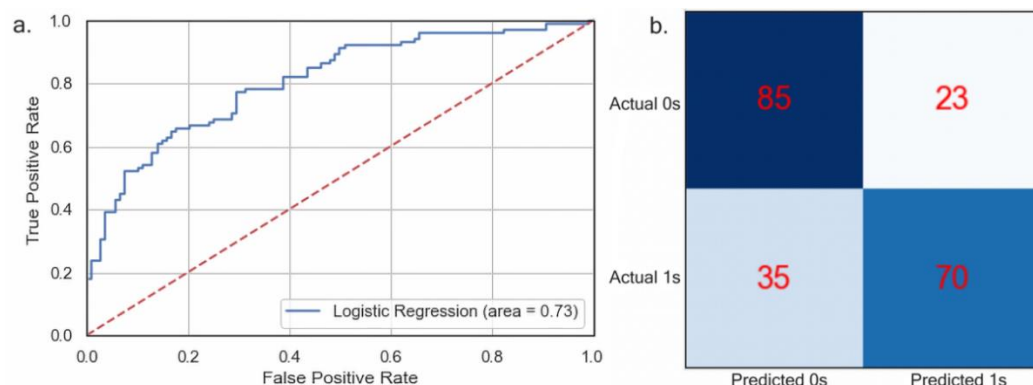 a.
True Positive Rate
1.0
0.8
0.6
0.4
0.2
0.0
Logistic Regression (area = 0.73)
0.0 0.2 0.4 0.6 0.8 1.0
False Positive Rate
b.
Actual 0s 85 23
Actual 1s 35 70
Predicted 0s Predicted 1s